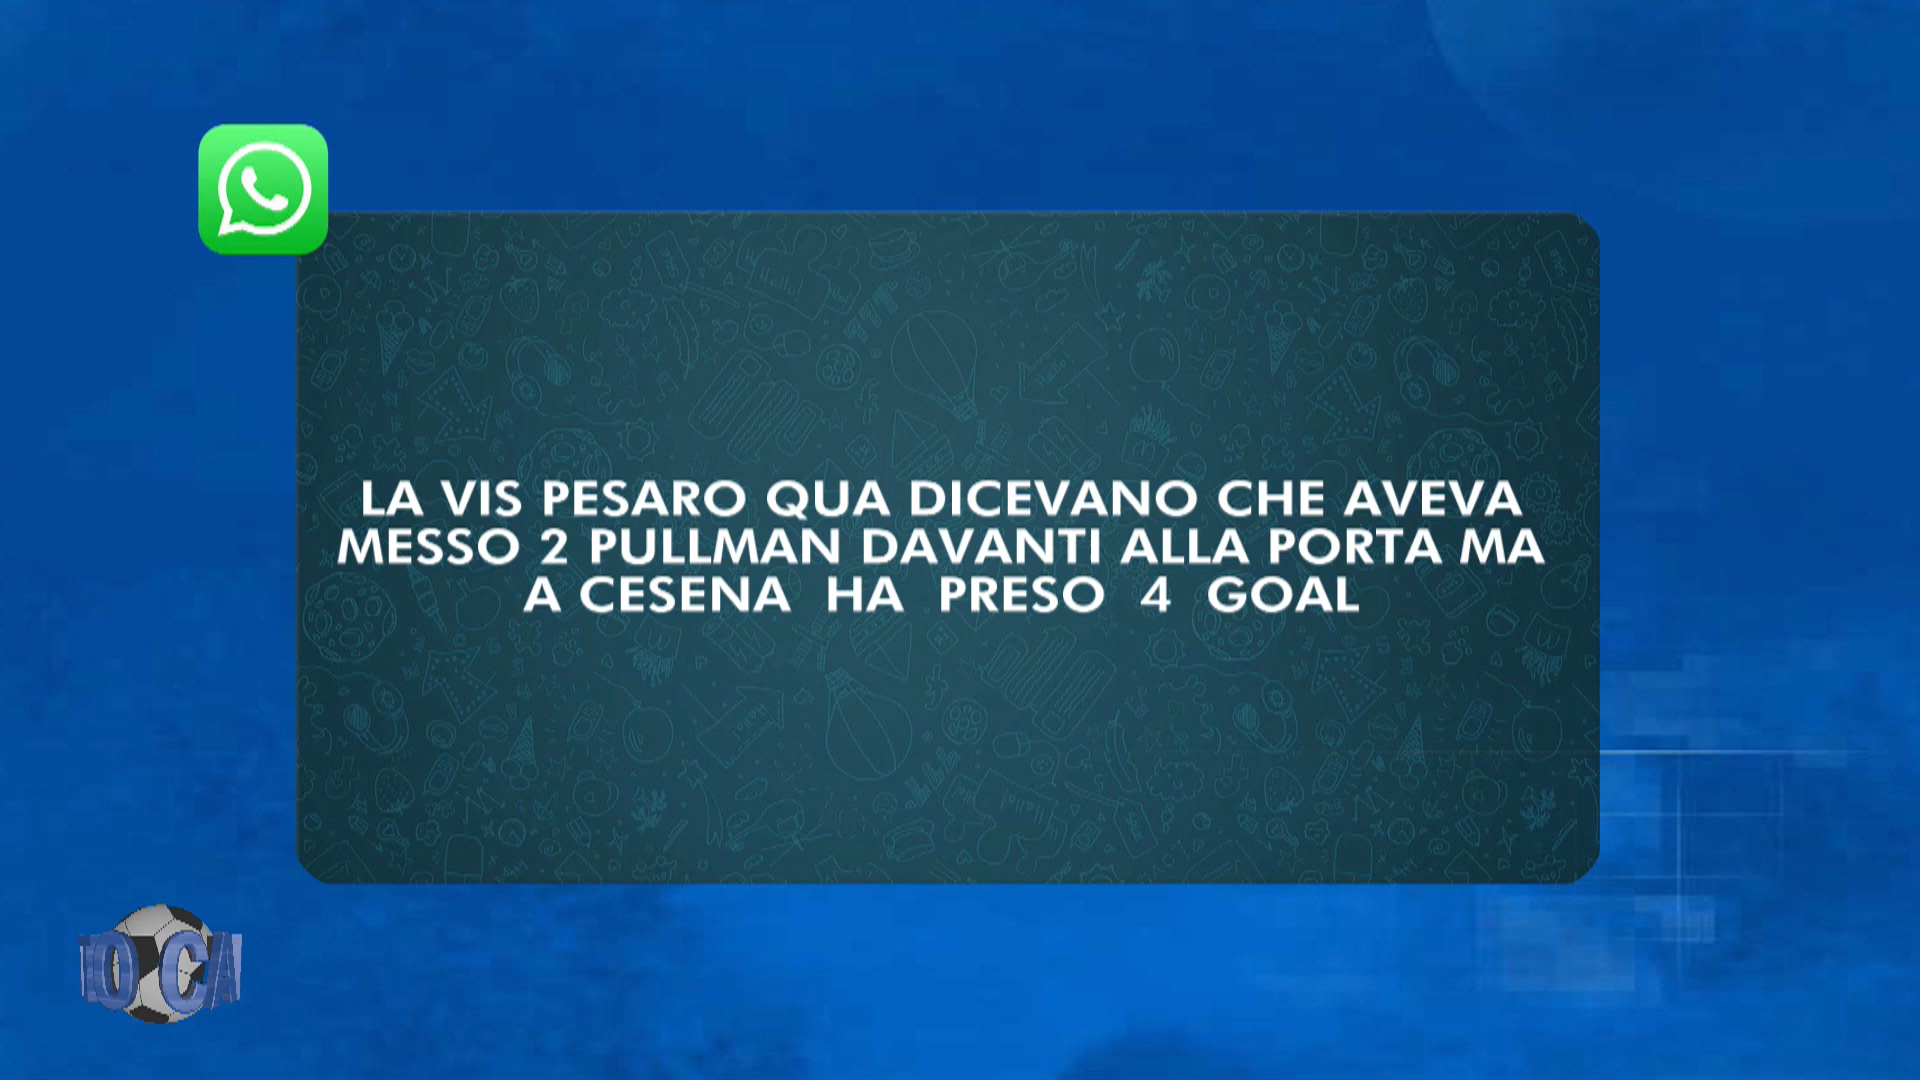 LA VIS PESARO QUA DICEVANO CHE AVEVA
MESSO 2 PULLMAN DAVANTI ALLA PORTA MA
A CESENA HA PRESO 4 GOAL